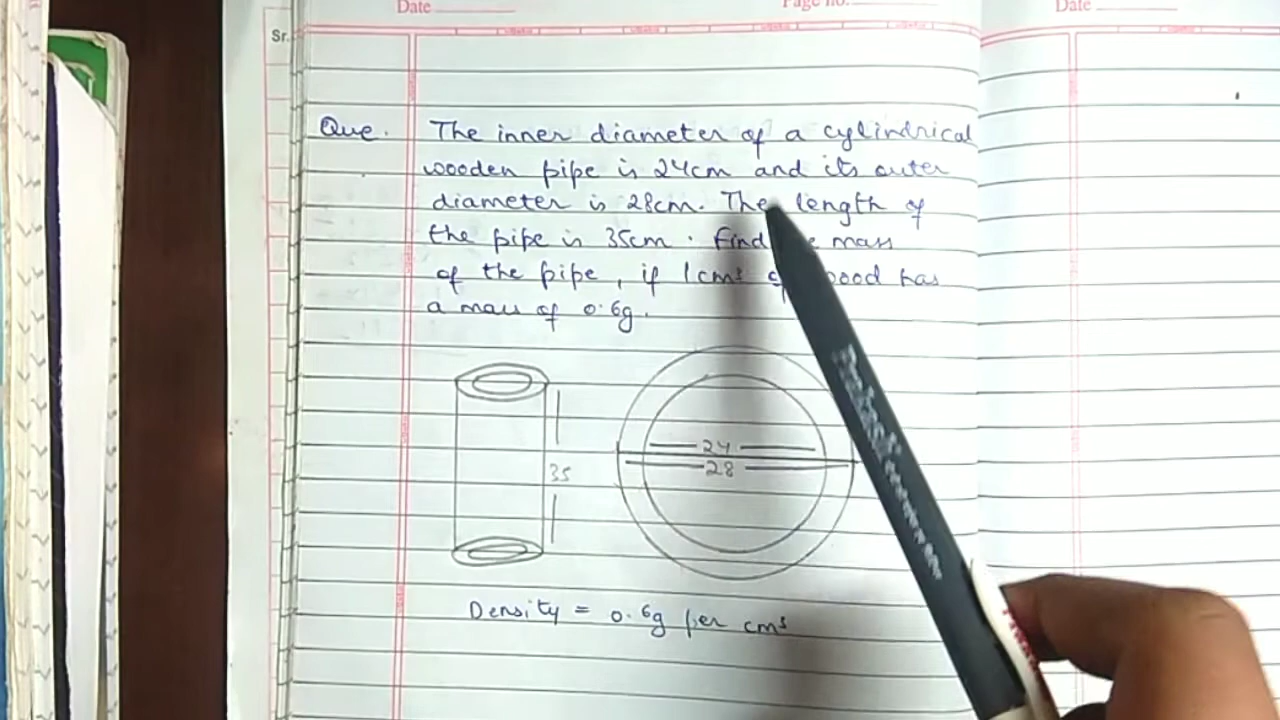 Date
Page no.
Date
Sr.
Que. The inner diameter of a cylindrical
wooden pipe is 24cm and its outer
diameter is 28cm. The length of
the pipe is 35cm. Find mass
of the pipe, if 1cm³ wood has
a mass of 0.6g.
24
28
35
Density = 0.6g per cm³